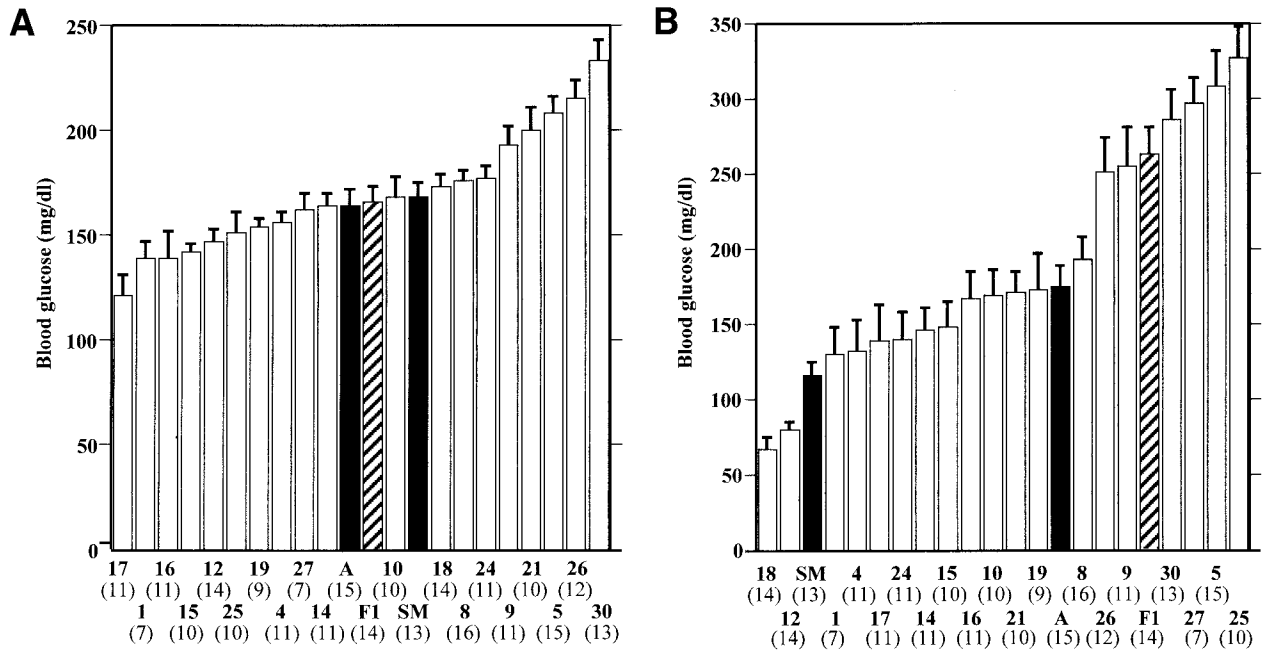 A
Blood glucose (mg/dl)
250
200
150
100
50
0
17 16 12 19 27 A 10 18 24 21 26
(11) (11) (14) (9) (7) (15) (10) (14) (11) (10) (12)
1 15 25 4 14 F1 SM 8 9 5 30
(7) (10) (10) (11) (11) (14) (13) (16) (11) (15) (13)
B
Blood glucose (mg/dl)
350
300
250
200
150
100
50
0
18 SM 4 24 15 10 19 8 9 30 5
(14) (13) (11) (11) (10) (10) (9) (16) (11) (13) (15)
12 1 17 14 16 21 A 26 F1 27 25
(14) (7) (11) (11) (11) (10) (15) (12) (14) (7) (10)